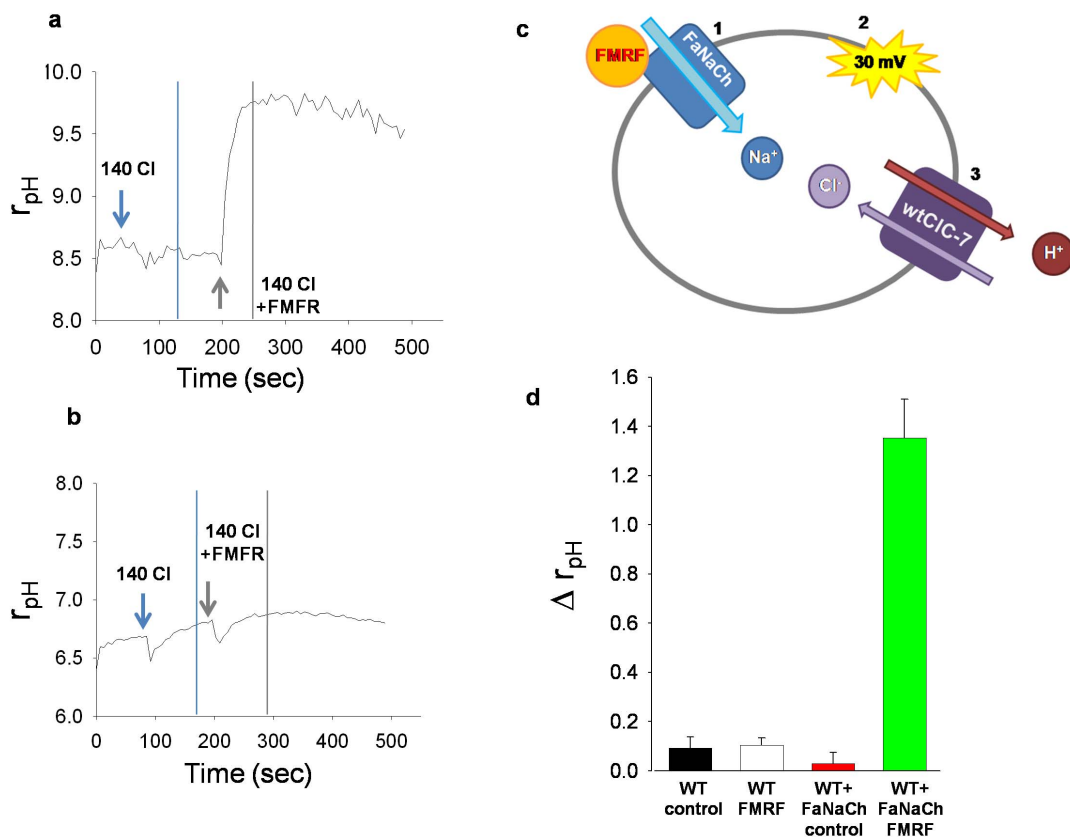 a
10.0
9.5
9.0
8.5
8.0
rpH
140 Cl
140 Cl
+FMFR
0 100 200 300 400 500
Time (sec)
b
8.0
7.5
7.0
6.5
6.0
rpH
140 Cl
140 Cl
+FMFR
0 100 200 300 400 500
Time (sec)
c
1
2
FMRF
FaNaCh
30 mV
Na+
Cl-
3
wtClC-7
H+
d
1.6
1.4
1.2
1.0
0.8
0.6
0.4
0.2
0.0
Δ rpH
WT
control
WT
FMRF
WT+
FaNaCh
control
WT+
FaNaCh
FMRF